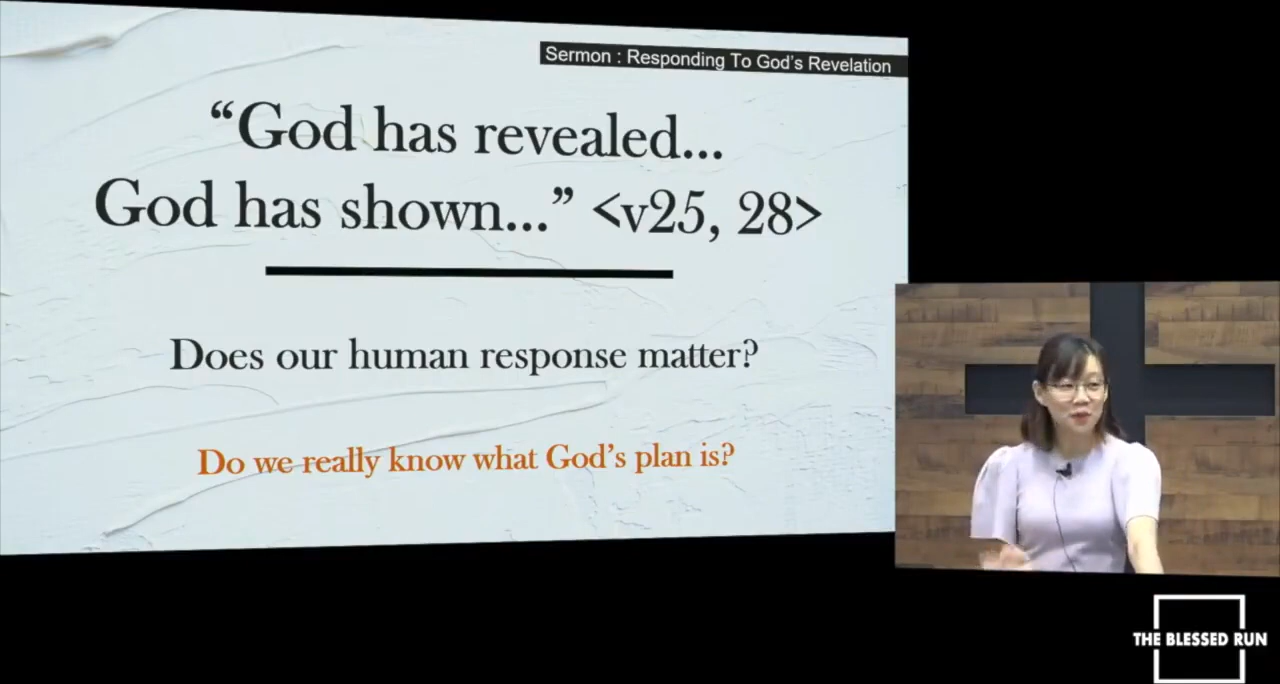 Sermon : Responding To God's Revelation
“God has revealed...
God has shown...” <v25, 28>
Does our human response matter?
Do we really know what God's plan is?
THE BLESSED RUN